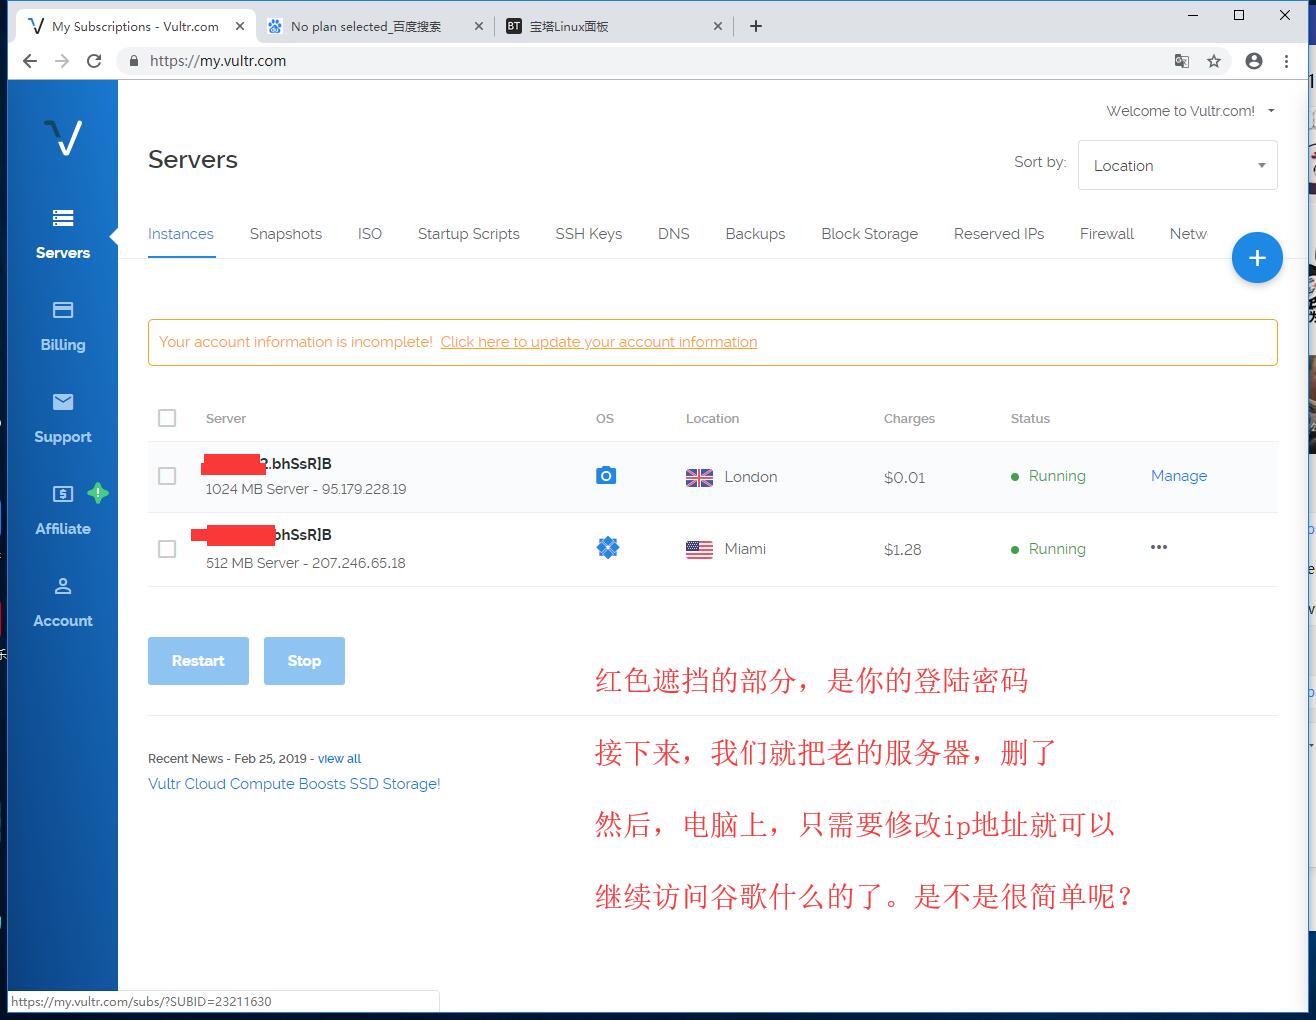 My Subscriptions - Vultr.com
No plan selected_百度搜索
BT 宝塔Linux面板
https://my.vultr.com
Welcome to Vultr.com!
Servers
Sort by: Location
Instances Snapshots ISO Startup Scripts SSH Keys DNS Backups Block Storage Reserved IPs Firewall Netw
Servers
Billing
Support
Affiliate
Account
Your account information is incomplete! Click here to update your account information
Server OS Location Charges Status
2.bhSsR]B
1024 MB Server - 95.179.228.19
London $0.01 Running Manage
bhSsR]B
512 MB Server - 207.246.65.18
Miami $1.28 Running
Restart Stop
红色遮挡的部分，是你的登陆密码
接下来，我们就把老的服务器，删了
然后，电脑上，只需要修改ip地址就可以
继续访问谷歌什么的了。是不是很简单呢？
Recent News - Feb 25, 2019 - view all
Vultr Cloud Compute Boosts SSD Storage!
https://my.vultr.com/subs/?SUBID=23211630